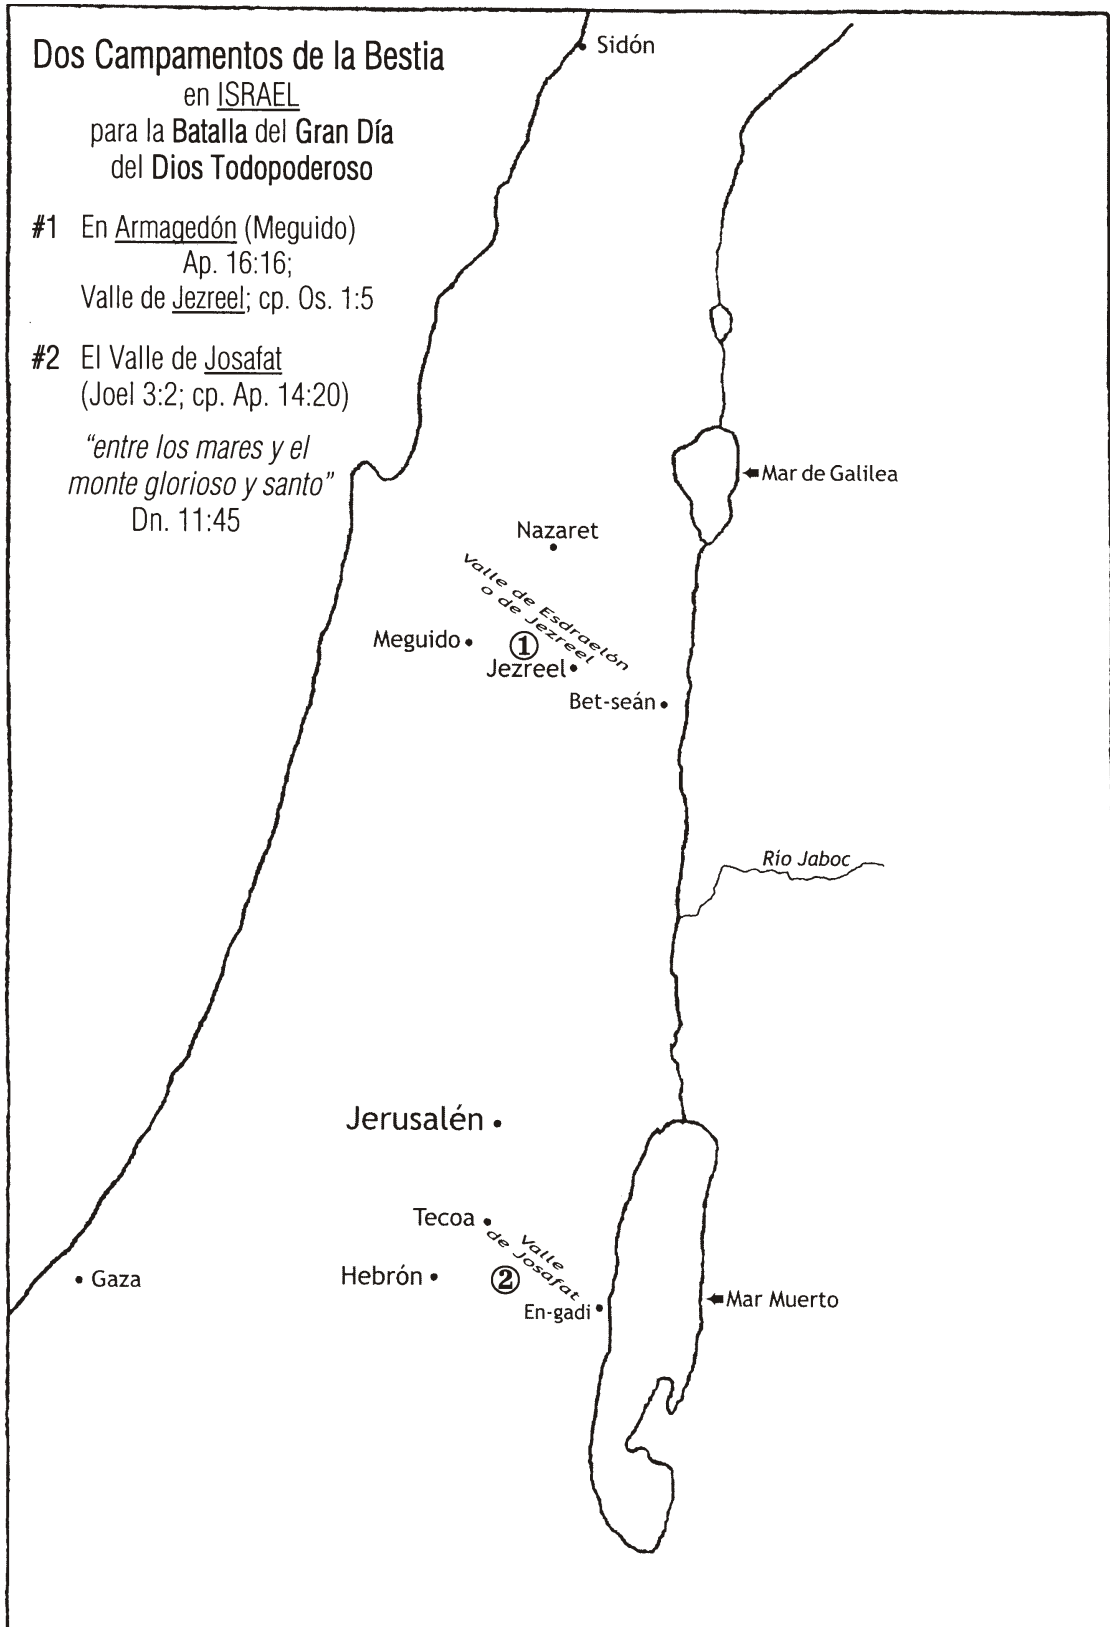 Dos Campamentos de la Bestia
en ISRAEL
para la Batalla del Gran Día
del Dios Todopoderoso
#1 En Armagedón (Meguido)
Ap. 16:16;
Valle de Jezreel; cp. Os. 1:5
#2 El Valle de Josafat
(Joel 3:2; cp. Ap. 14:20)
“entre los mares y el
monte glorioso y santo”
Dn. 11:45
Sidón
Mar de Galilea
Nazaret
Valle de Esdraelón
o de Jezreel
Meguido
1
Jezreel
Bet-seán
Río Jaboc
Jerusalén
Tecoa
Valle
de Josafat
Gaza
Hebrón
2
En-gadi
Mar Muerto